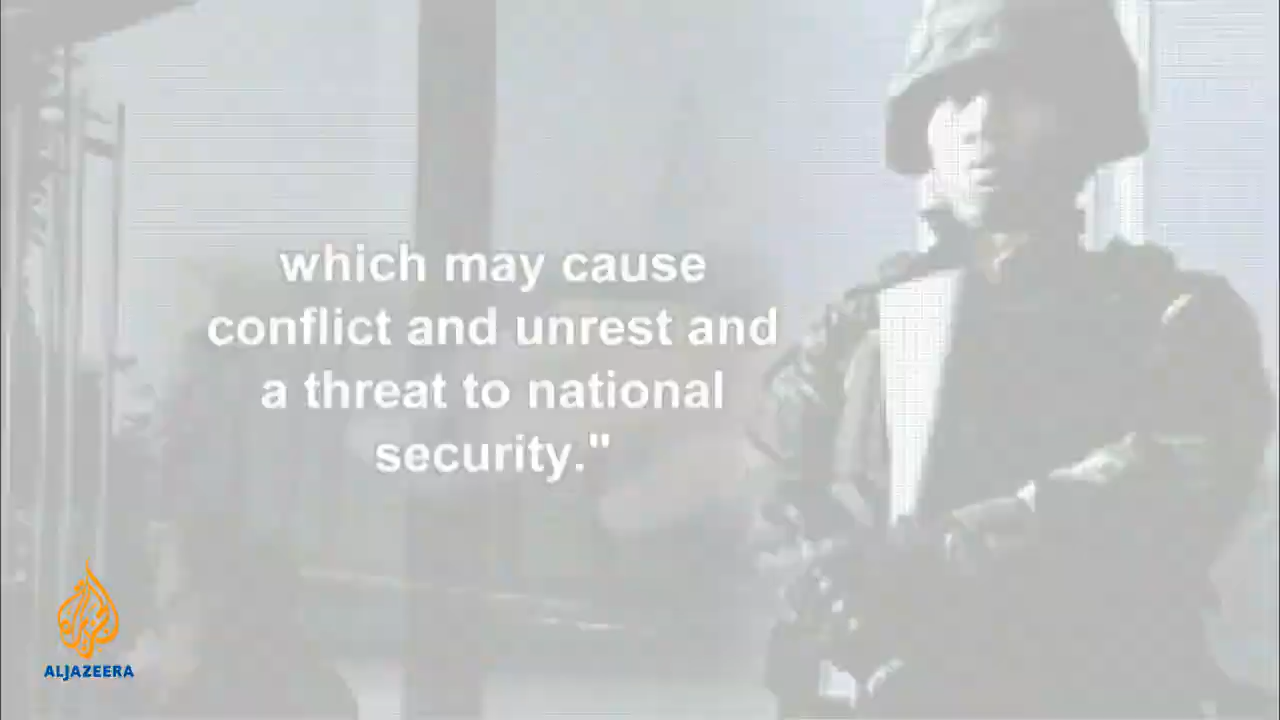 which may cause
conflict and unrest and
a threat to national
security."
ALJAZEERA